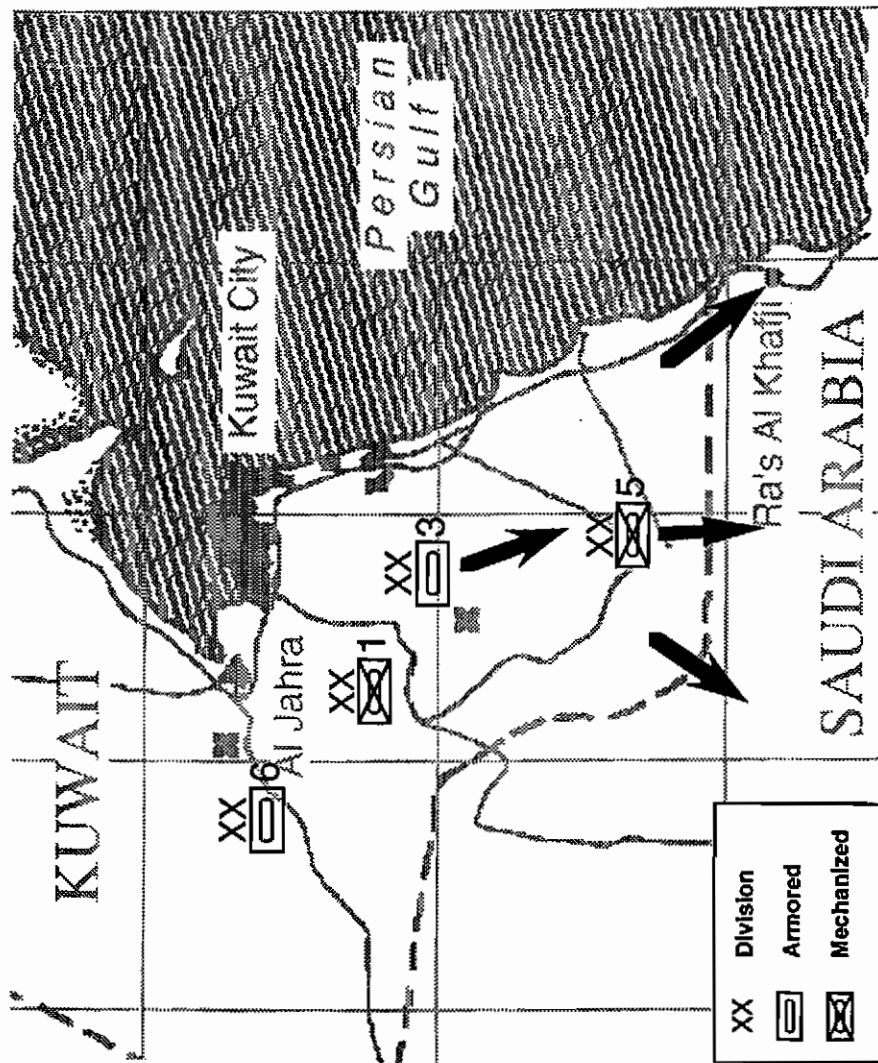 KUWAIT
Kuwait City
Persian
Gulf
XX
6
Al Jahra
XX
1
XX
3
XX
5
Ra's Al Khafji
SAUDI ARABIA
XX Division
Armored
Mechanized